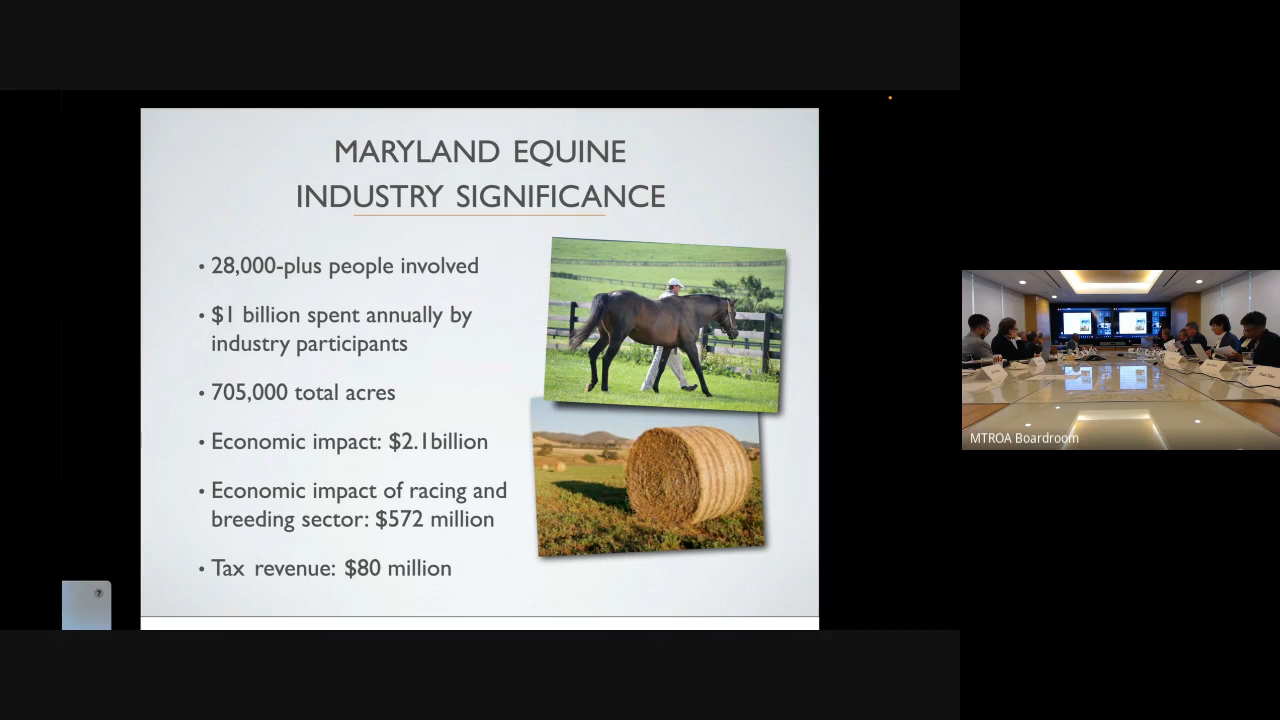 MARYLAND EQUINE
INDUSTRY SIGNIFICANCE
• 28,000-plus people involved
• $1 billion spent annually by
industry participants
• 705,000 total acres
• Economic impact: $2.1billion
• Economic impact of racing and
breeding sector: $572 million
• Tax revenue: $80 million
?
MTROA Boardroom